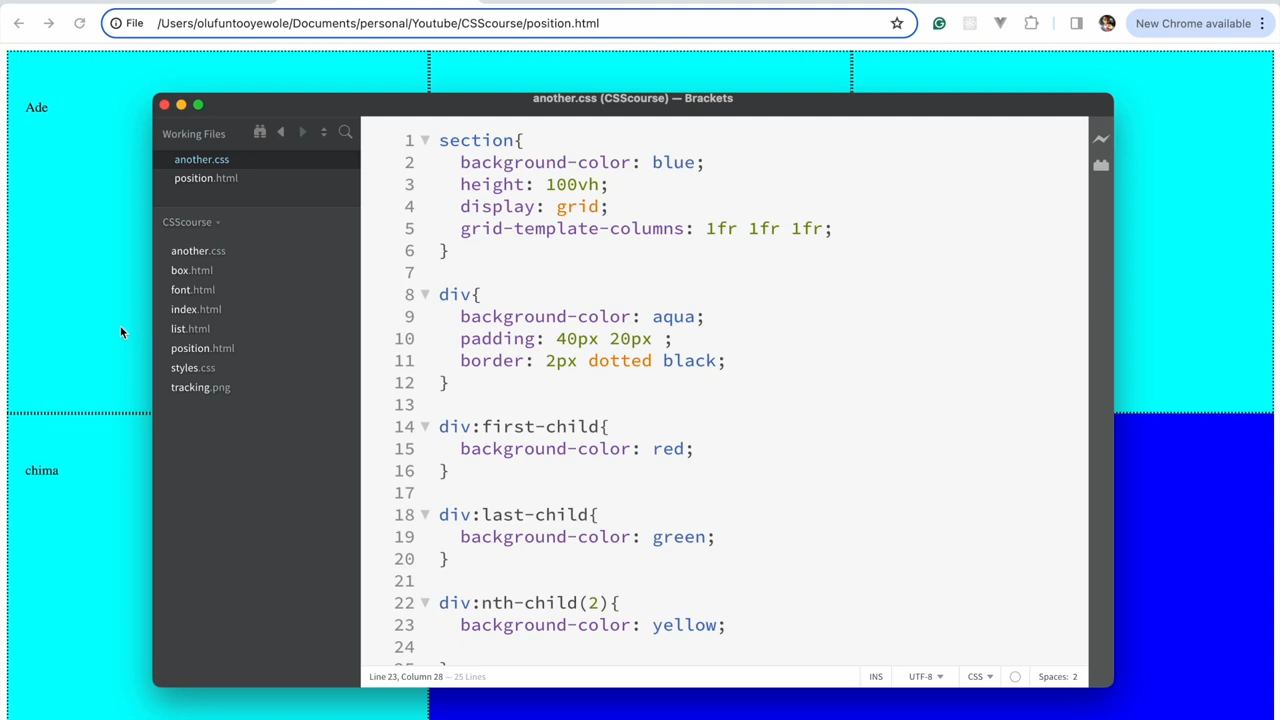 File /Users/olufuntooyewole/Documents/personal/Youtube/CSScourse/position.html New Chrome available
Ade
chima
another.css (CSScourse) — Brackets
Working Files
another.css
position.html
CSScourse
another.css
box.html
font.html
index.html
list.html
position.html
styles.css
tracking.png
1 section{
2 background-color: blue;
3 height: 100vh;
4 display: grid;
5 grid-template-columns: 1fr 1fr 1fr;
6 }
7
8 div{
9 background-color: aqua;
10 padding: 40px 20px ;
11 border: 2px dotted black;
12 }
13
14 div:first-child{
15 background-color: red;
16 }
17
18 div:last-child{
19 background-color: green;
20 }
21
22 div:nth-child(2){
23 background-color: yellow;
24
25 }
Line 23, Column 28 — 25 Lines INS UTF-8 CSS Spaces: 2